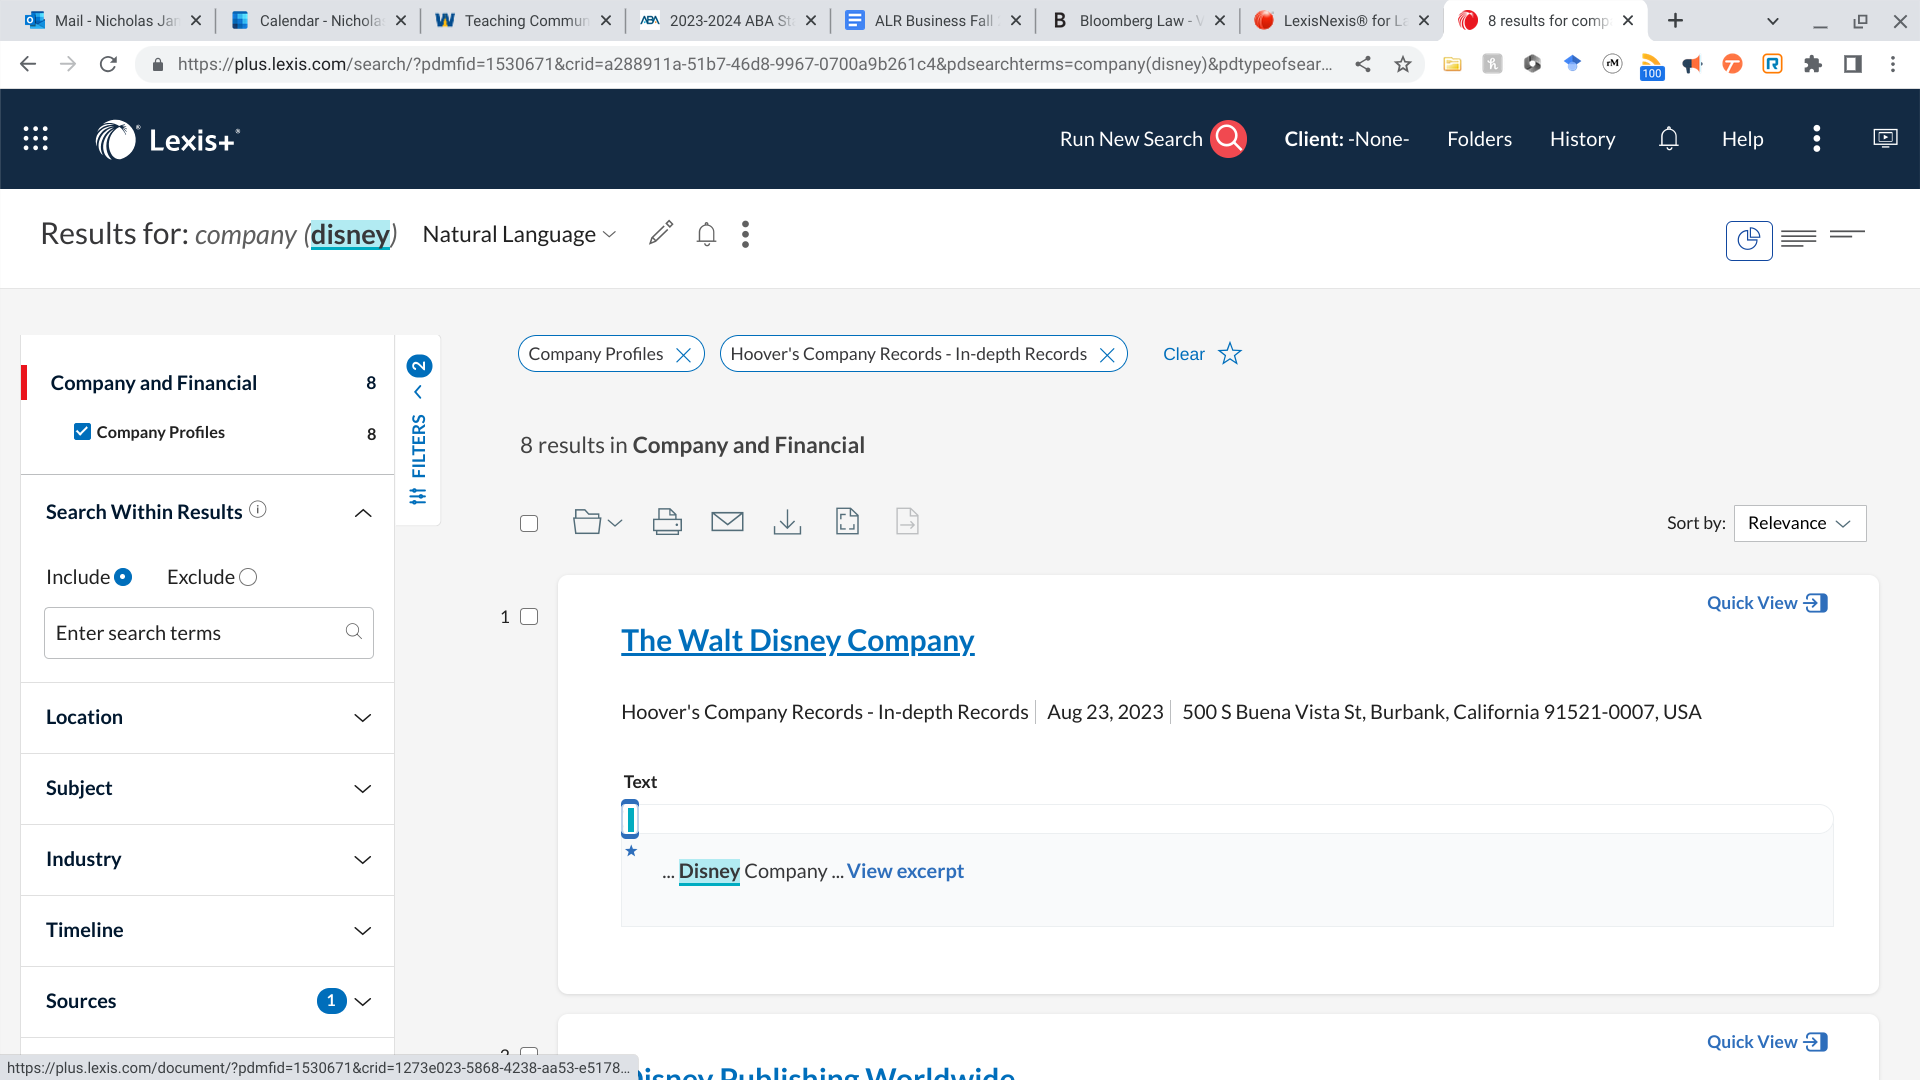 Mail - Nicholas Jan
Calendar - Nichola
Teaching Commun
2023-2024 ABA Sta
ALR Business Fall
Bloomberg Law - V
LexisNexis® for La
8 results for comp
https://plus.lexis.com/search/?pdmfid=1530671&crid=a288911a-51b7-46d8-9967-0700a9b261c4&pdsearchterms=company(disney)&pdtypeofsear...
100
Lexis+
Run New Search
Client: -None-
Folders
History
Help
Results for: company (disney)
Natural Language
Company and Financial 8
Company Profiles 8
2
FILTERS
Search Within Results
Include
Exclude
Enter search terms
Location
Subject
Industry
Timeline
Sources 1
Company Profiles
Hoover's Company Records - In-depth Records
Clear
8 results in Company and Financial
Sort by: Relevance
1
Quick View
The Walt Disney Company
Hoover's Company Records - In-depth Records | Aug 23, 2023 | 500 S Buena Vista St, Burbank, California 91521-0007, USA
Text
... Disney Company ... View excerpt
2
Quick View
Disney Publishing Worldwide
https://plus.lexis.com/document/?pdmfid=1530671&crid=1273e023-5868-4238-aa53-e5178...